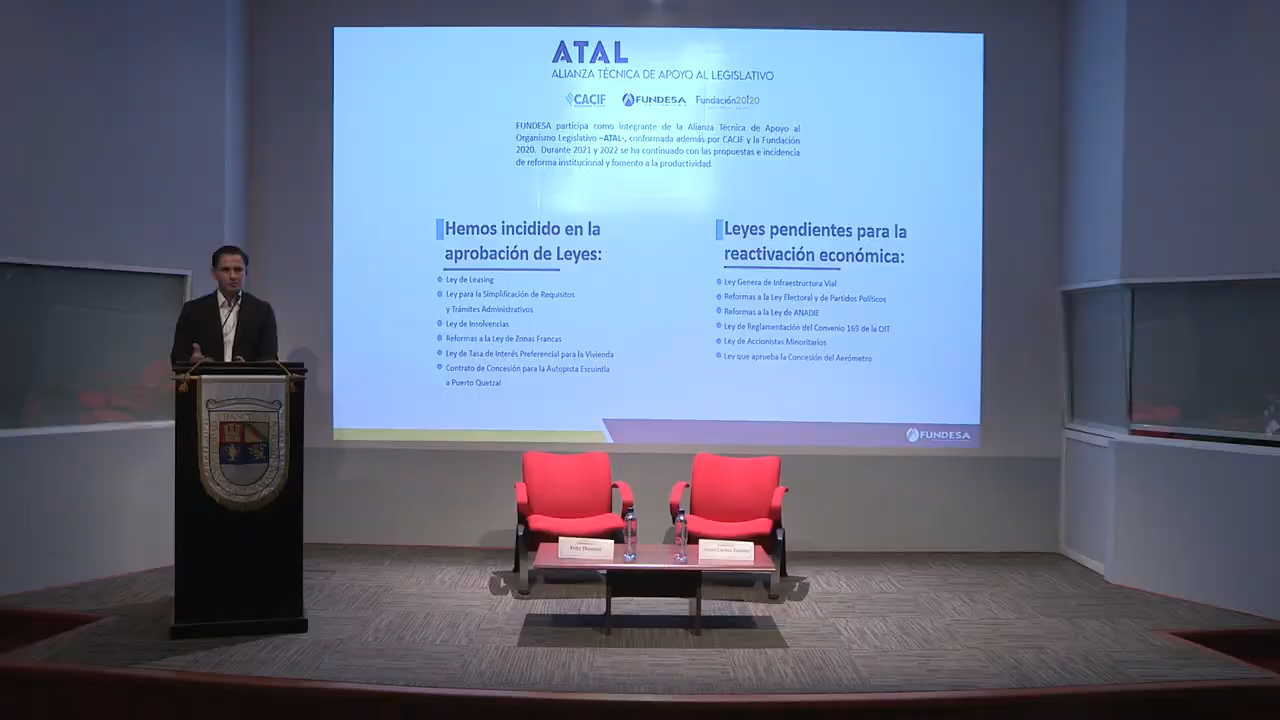 ATAL
ALIANZA TÉCNICA DE APOYO AL LEGISLATIVO
CACIF FUNDESA Fundación2020
FUNDESA participa como integrante de la Alianza Técnica de Apoyo al
Organismo Legislativo –ATAL-, conformada además por CACIF y la Fundación
2020. Durante 2021 y 2022 se ha continuado con las propuestas e incidencia
de reforma institucional y fomento a la productividad.
Hemos incidido en la
aprobación de Leyes:
Ley de Leasing
Ley para la Simplificación de Requisitos
y Trámites Administrativos
Ley de Insolvencias
Reformas a la Ley de Zonas Francas
Ley de Tasa de Interés Preferencial para la Vivienda
Contrato de Concesión para la Autopista Escuintla
a Puerto Quetzal
Leyes pendientes para la
reactivación económica:
Ley Genera de Infraestructura Vial
Reformas a la Ley Electoral y de Partidos Políticos
Reformas a la Ley de ANADIE
Ley de Reglamentación del Convenio 169 de la OIT
Ley de Accionistas Minoritarios
Ley que aprueba la Concesión del Aerómetro
FUNDESA
Fritz Thomas
Juan Carlos